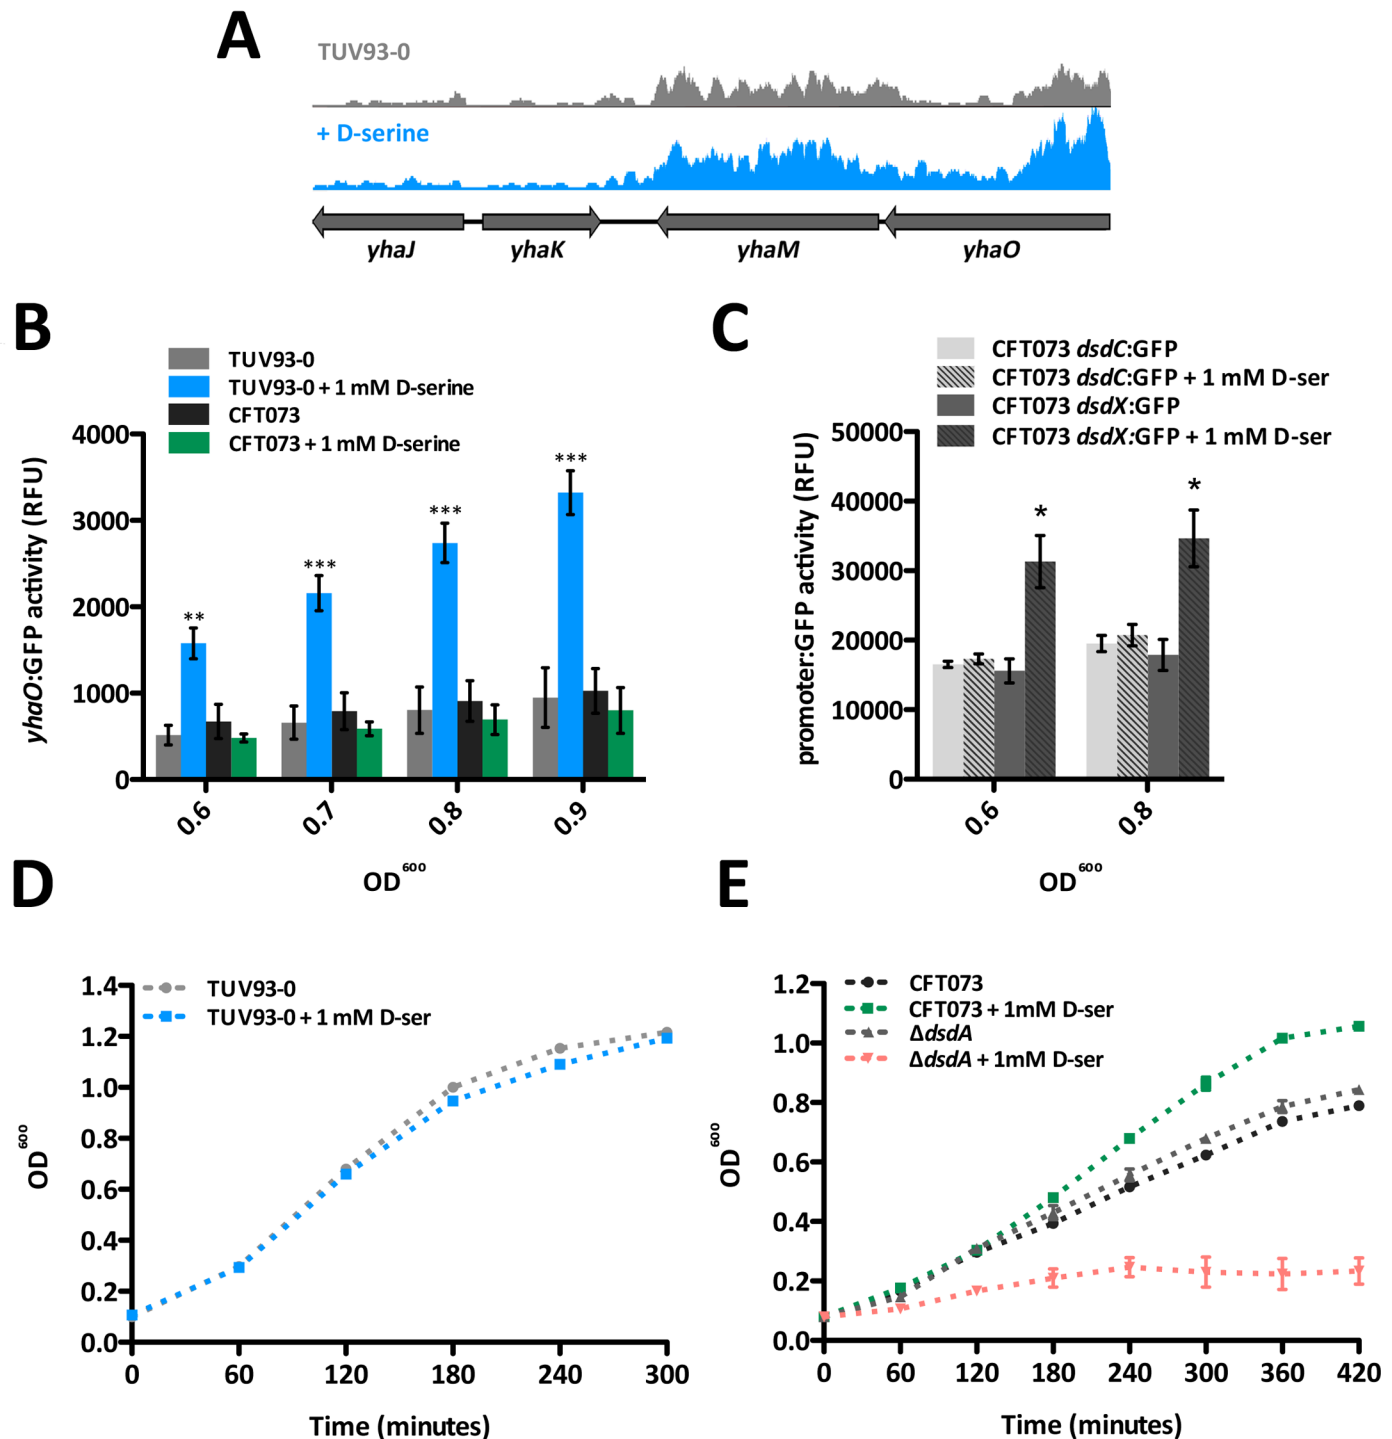 A
TUV93-0
+ D-serine
yhaJ
yhaK
yhaM
yhaO
B
TUV93-0
TUV93-0 + 1 mM D-serine
CFT073
CFT073 + 1 mM D-serine
yhaO:GFP activity (RFU)
4000
3000
2000
1000
0
**
***
***
***
0.6
0.7
0.8
0.9
OD⁶⁰⁰
C
CFT073 dsdC:GFP
CFT073 dsdC:GFP + 1 mM D-ser
CFT073 dsdX:GFP
CFT073 dsdX:GFP + 1 mM D-ser
promoter:GFP activity (RFU)
50000
40000
30000
20000
10000
0
*
*
0.6
0.8
OD⁶⁰⁰
D
TUV93-0
TUV93-0 + 1 mM D-ser
OD⁶⁰⁰
1.4
1.2
1.0
0.8
0.6
0.4
0.2
0.0
0
60
120
180
240
300
Time (minutes)
E
CFT073
CFT073 + 1mM D-ser
ΔdsdA
ΔdsdA + 1mM D-ser
OD⁶⁰⁰
1.2
1.0
0.8
0.6
0.4
0.2
0.0
0
60
120
180
240
300
360
420
Time (minutes)